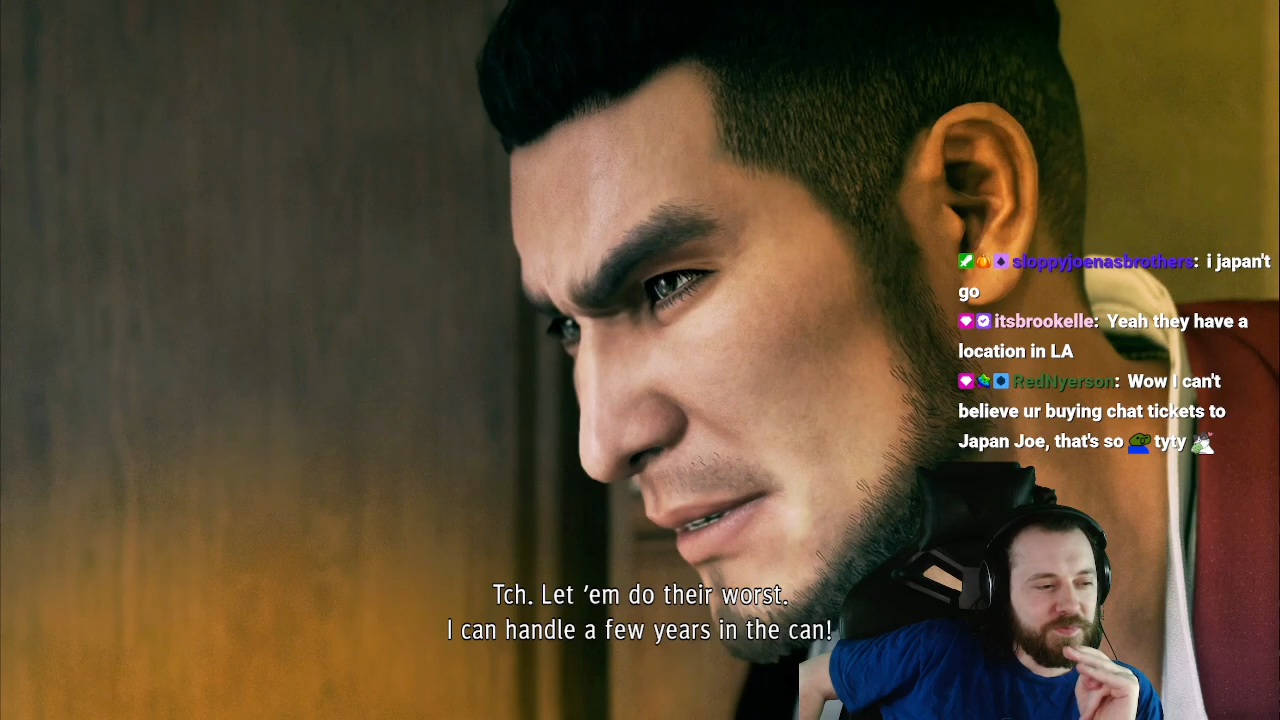 sloppyjoenasbrothers: i japan't
go
itsbrookelle: Yeah they have a
location in LA
RedNyerson: Wow I can't
believe ur buying chat tickets to
Japan Joe, that's so tyty
Tch. Let 'em do their worst.
I can handle a few years in the can!